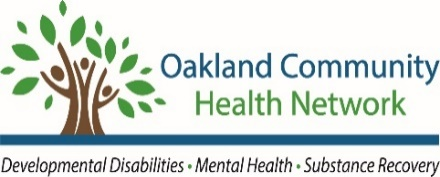 Oakland Community
Health Network
Developmental Disabilities • Mental Health • Substance Recovery